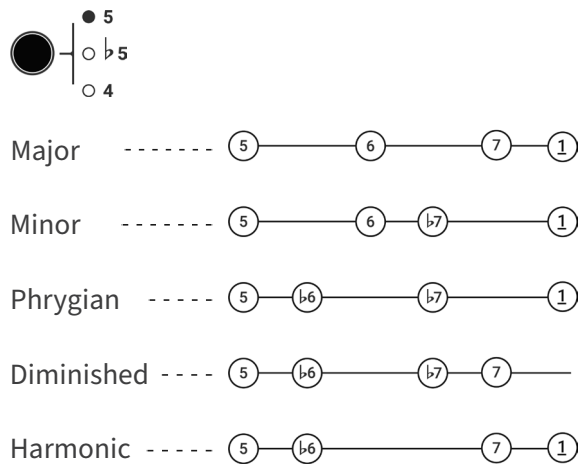 5
♭5
4
Major 5 6 7 1
Minor 5 6 ♭7 1
Phrygian 5 ♭6 ♭7 1
Diminished 5 ♭6 ♭7 7
Harmonic 5 ♭6 7 1